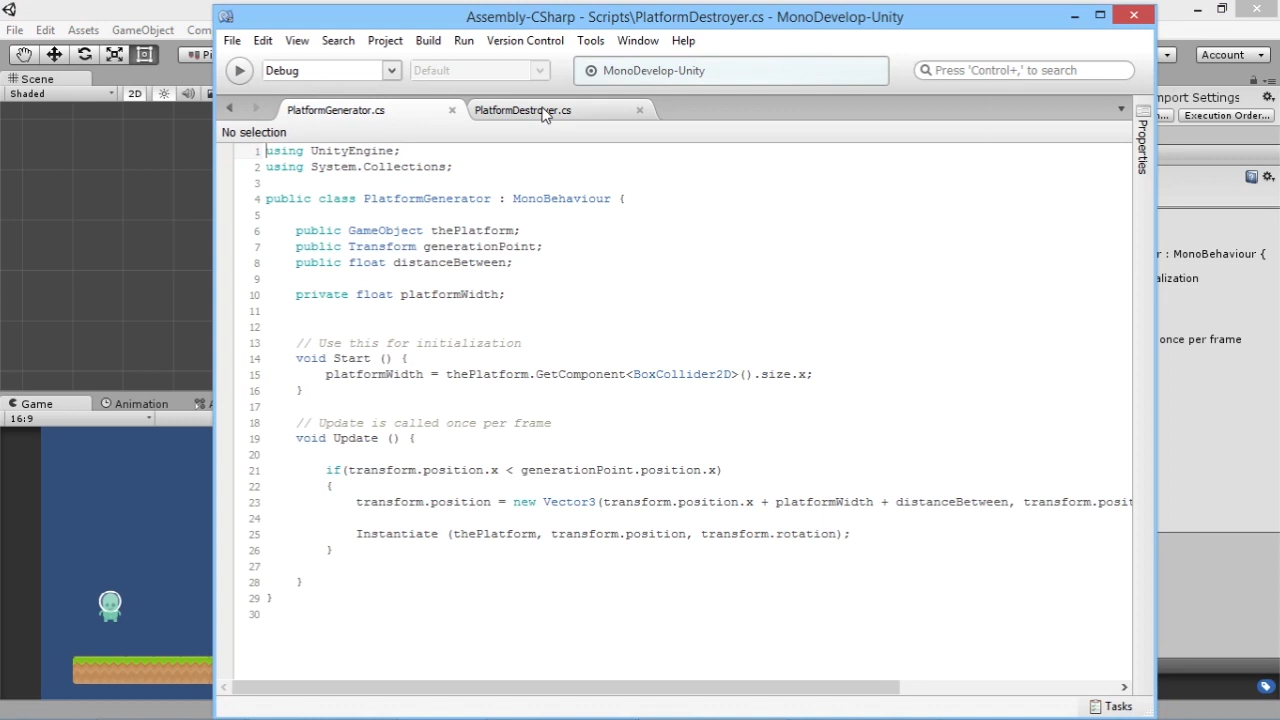 Assembly-CSharp - Scripts\PlatformDestroyer.cs - MonoDevelop-Unity
File Edit Assets GameObject Com
File Edit View Search Project Build Run Version Control Tools Window Help
Account
Debug
Default
MonoDevelop-Unity
Press 'Control+,' to search
Scene
Shaded
2D
PlatformGenerator.cs
PlatformDestroyer.cs
No selection
mport Settings
Execution Order...
Properties
1 using UnityEngine;
2 using System.Collections;
3
4 public class PlatformGenerator : MonoBehaviour {
5
6 public GameObject thePlatform;
7 public Transform generationPoint;
8 public float distanceBetween;
9
10 private float platformWidth;
11
12
13 // Use this for initialization
14 void Start () {
15 platformWidth = thePlatform.GetComponent<BoxCollider2D>().size.x;
16 }
17
18 // Update is called once per frame
19 void Update () {
20
21 if(transform.position.x < generationPoint.position.x)
22 {
23 transform.position = new Vector3(transform.position.x + platformWidth + distanceBetween, transform.posit
24
25 Instantiate (thePlatform, transform.position, transform.rotation);
26 }
27
28 }
29 }
30
r : MonoBehaviour {
alization
once per frame
Game
Animation
16:9
Tasks